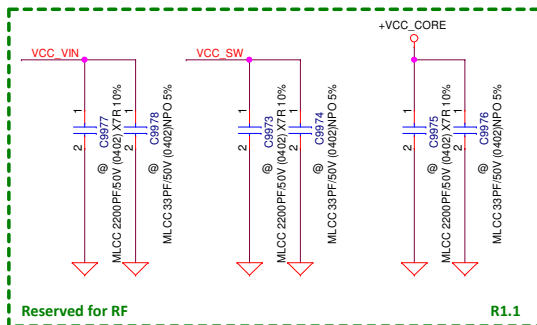 +VCC_CORE
VCC_VIN
VCC_SW
1
2
C9977
@
MLCC 2200PF/50V (0402) X7R 10%
1
2
C9978
@
MLCC 33PF/50V (0402)NPO 5%
1
2
C9973
@
MLCC 2200PF/50V (0402) X7R 10%
1
2
C9974
@
MLCC 33PF/50V (0402)NPO 5%
1
2
C9975
@
MLCC 2200PF/50V (0402) X7R 10%
1
2
C9976
@
MLCC 33PF/50V (0402)NPO 5%
Reserved for RF
R1.1